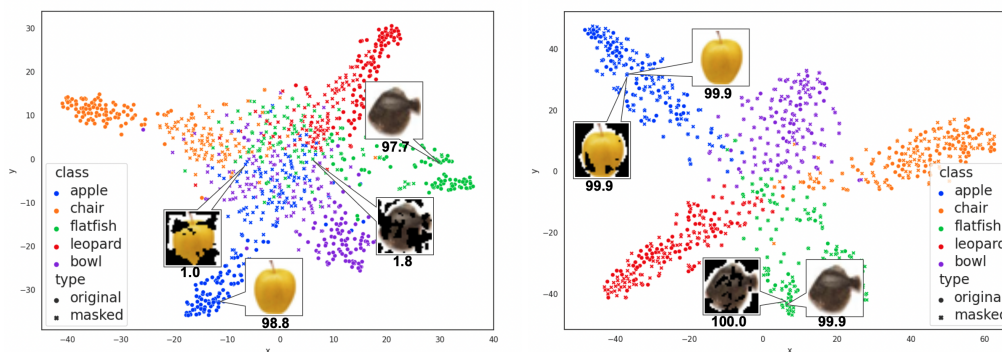 30
20
10
0
−10
−20
−30
y
−40
−30
−20
−10
0
10
20
30
40
x
class
apple
chair
flatfish
leopard
bowl
type
original
masked
97.7
1.0
1.8
98.8
40
20
0
−20
−40
y
−40
−20
0
20
40
60
x
class
apple
chair
flatfish
leopard
bowl
type
origina
masked
99.9
99.9
100.0
99.9